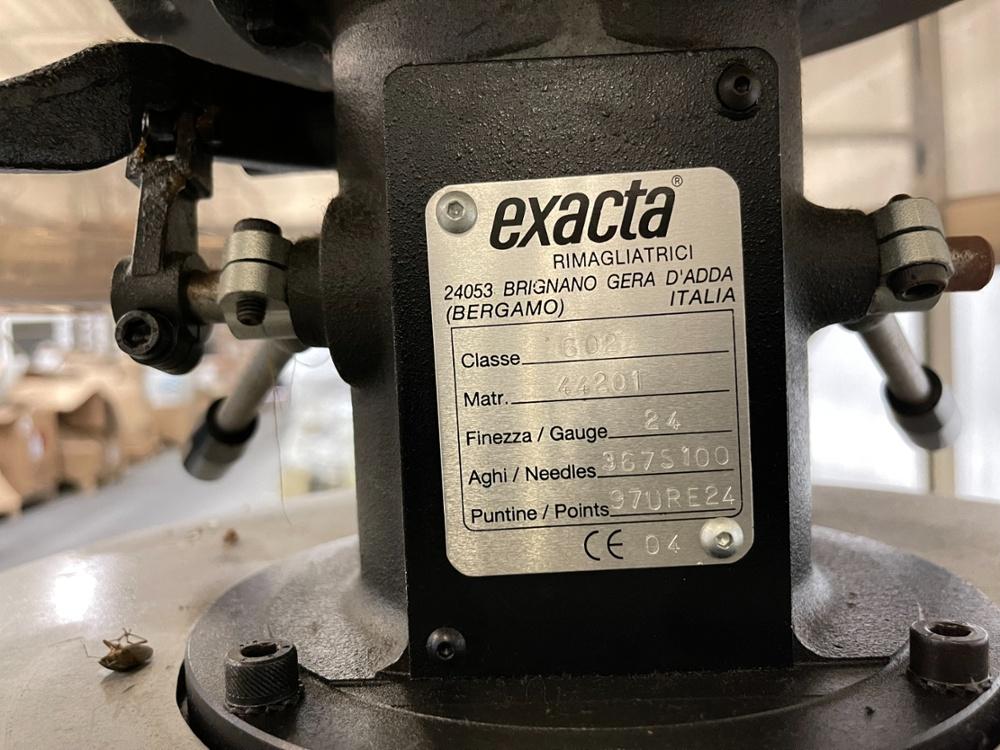 exacta®
RIMAGLIATRICI
24053 BRIGNANO GERA D'ADDA
(BERGAMO) ITALIA
Classe 1602
Matr. 44201
Finezza / Gauge 24
Aghi / Needles 367S100
Puntine / Points 97URE24
CE 04